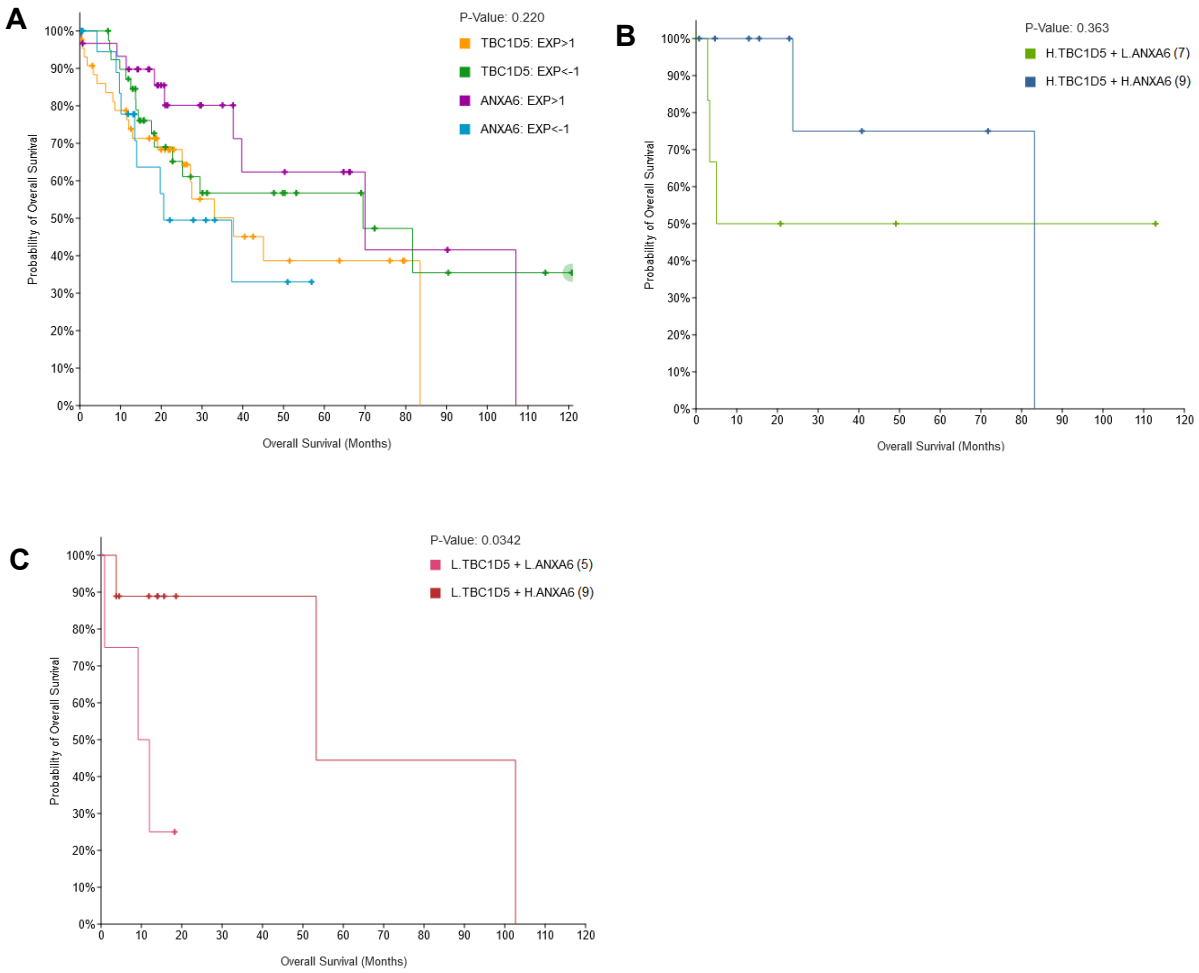 A
P-Value: 0.220
TBC1D5: EXP>1
TBC1D5: EXP<-1
ANXA6: EXP>1
ANXA6: EXP<-1
Probability of Overall Survival
100%
90%
80%
70%
60%
50%
40%
30%
20%
10%
0%
0 10 20 30 40 50 60 70 80 90 100 110 120
Overall Survival (Months)
B
P-Value: 0.363
H.TBC1D5 + L.ANXA6 (7)
H.TBC1D5 + H.ANXA6 (9)
Probability of Overall Survival
100%
90%
80%
70%
60%
50%
40%
30%
20%
10%
0%
0 10 20 30 40 50 60 70 80 90 100 110 120
Overall Survival (Months)
C
P-Value: 0.0342
L.TBC1D5 + L.ANXA6 (5)
L.TBC1D5 + H.ANXA6 (9)
Probability of Overall Survival
100%
90%
80%
70%
60%
50%
40%
30%
20%
10%
0%
0 10 20 30 40 50 60 70 80 90 100 110 120
Overall Survival (Months)